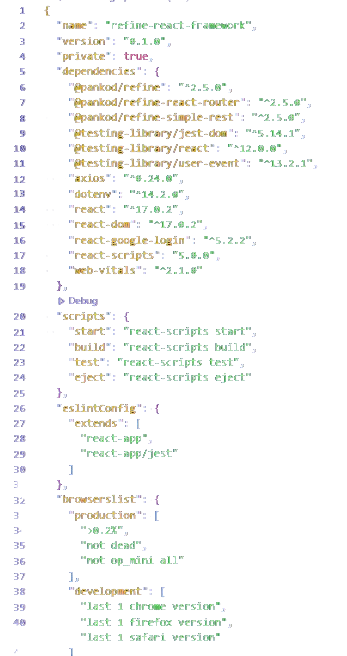 1 {
2 "name": "refine-react-framework",
3 "version": "0.1.0",
4 "private": true,
5 "dependencies": {
6 "@pankod/refine": "^2.5.0",
7 "@pankod/refine-react-router": "^2.5.0",
8 "@pankod/refine-simple-rest": "^2.5.0",
9 "@testing-library/jest-dom": "^5.14.1",
10 "@testing-library/react": "^12.0.0",
11 "@testing-library/user-event": "^13.2.1",
12 "axios": "^0.24.0",
13 "dotenv": "^14.2.0",
14 "react": "^17.0.2",
15 "react-dom": "^17.0.2",
16 "react-google-login": "^5.2.2",
17 "react-scripts": "5.0.0",
18 "web-vitals": "^2.1.0"
19 },
Debug
20 "scripts": {
21 "start": "react-scripts start",
22 "build": "react-scripts build",
23 "test": "react-scripts test",
24 "eject": "react-scripts eject"
25 },
26 "eslintConfig": {
27 "extends": [
28 "react-app",
29 "react-app/jest"
30 ]
3 },
32 "browserslist": {
3 "production": [
3 ">0.2%",
35 "not dead",
36 "not op_mini all"
37 ],
38 "development": [
39 "last 1 chrome version",
40 "last 1 firefox version",
"last 1 safari version"
]